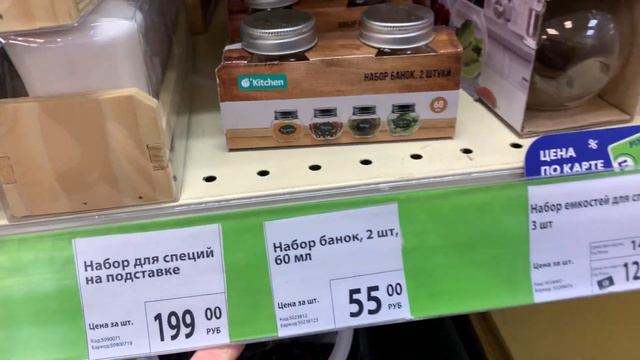 Kitchen
НАБОР БАНОК, 2 ШТУКИ
60
ЦЕНА %
ПО КАРТЕ
Набор для специй
на подставке
Цена за шт.
199 00
РУБ
Набор банок, 2 шт,
60 мл
Цена за шт.
55 00
РУБ
Набор емкостей для
3 шт
Цена за шт.